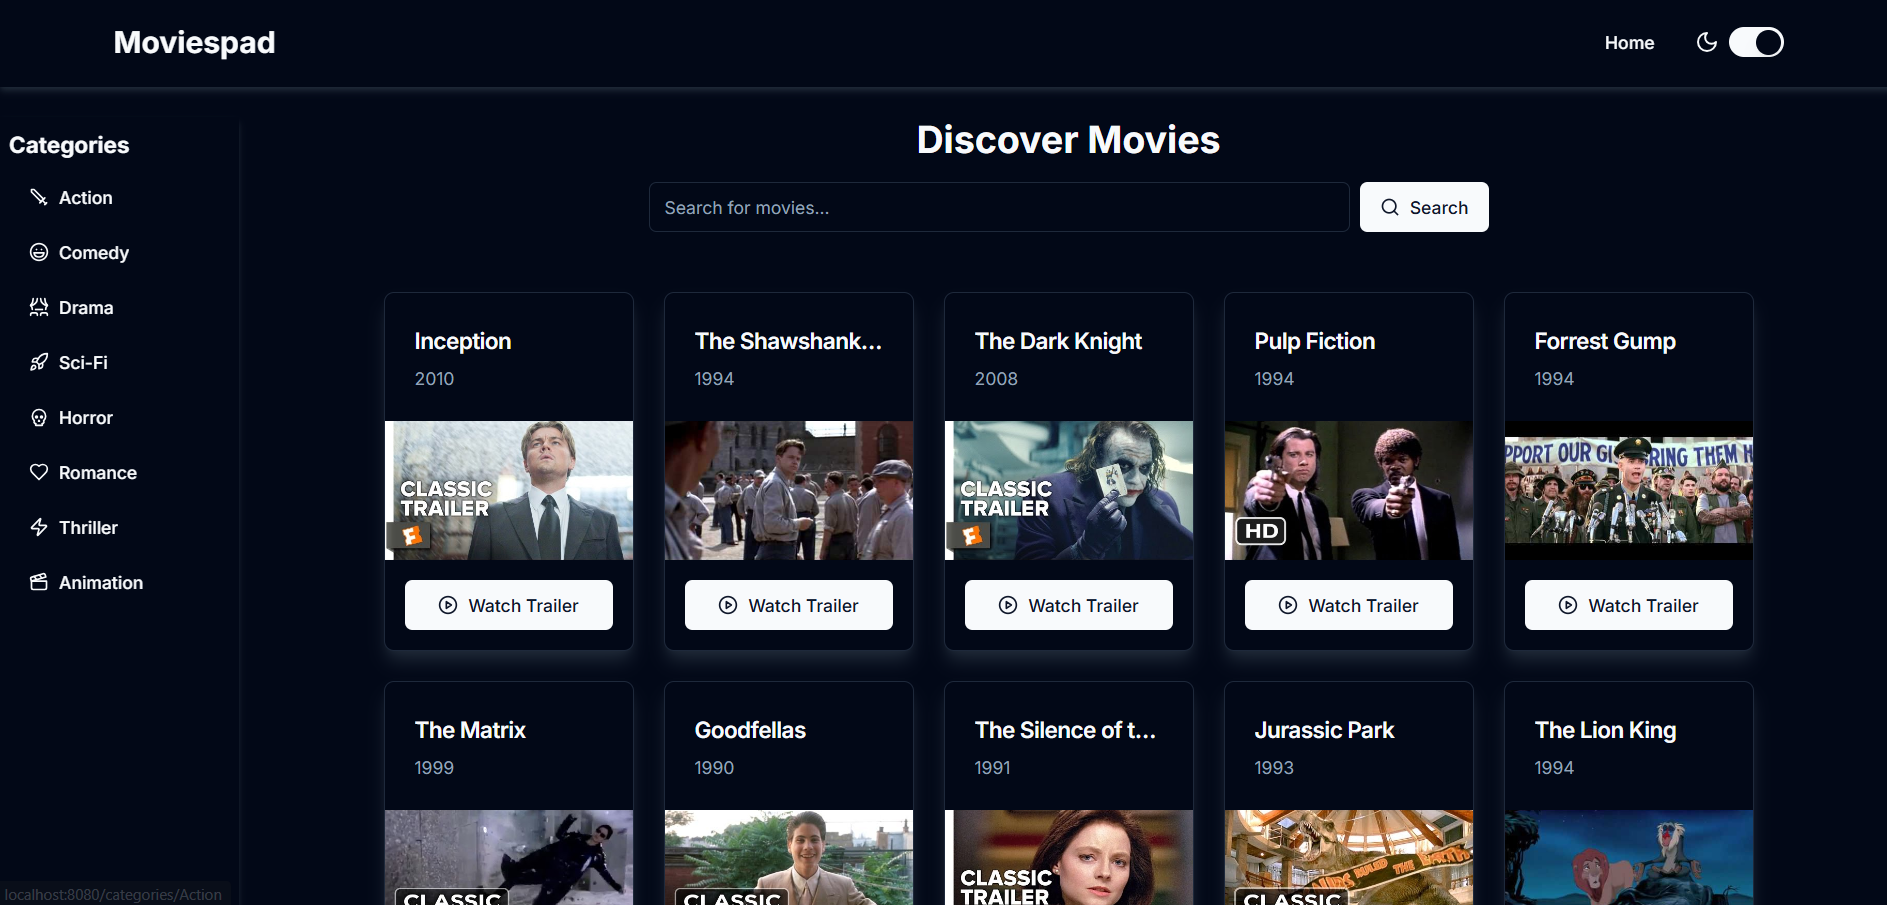 Moviespad
Home
Categories
Action
Comedy
Drama
Sci-Fi
Horror
Romance
Thriller
Animation
Discover Movies
Search for movies...
Search
Inception
2010
CLASSIC
TRAILER
F
Watch Trailer
The Shawshank...
1994
Watch Trailer
The Dark Knight
2008
CLASSIC
TRAILER
F
Watch Trailer
Pulp Fiction
1994
HD
Watch Trailer
Forrest Gump
1994
PPORT OUR RING THEM H
Watch Trailer
The Matrix
1999
CLASSIC
Goodfellas
1990
CLASSIC
The Silence of t...
1991
CLASSIC
TRAILER
Jurassic Park
1993
RULED THE EARTH
CLASSIC
The Lion King
1994
localhost:8080/categories/Action